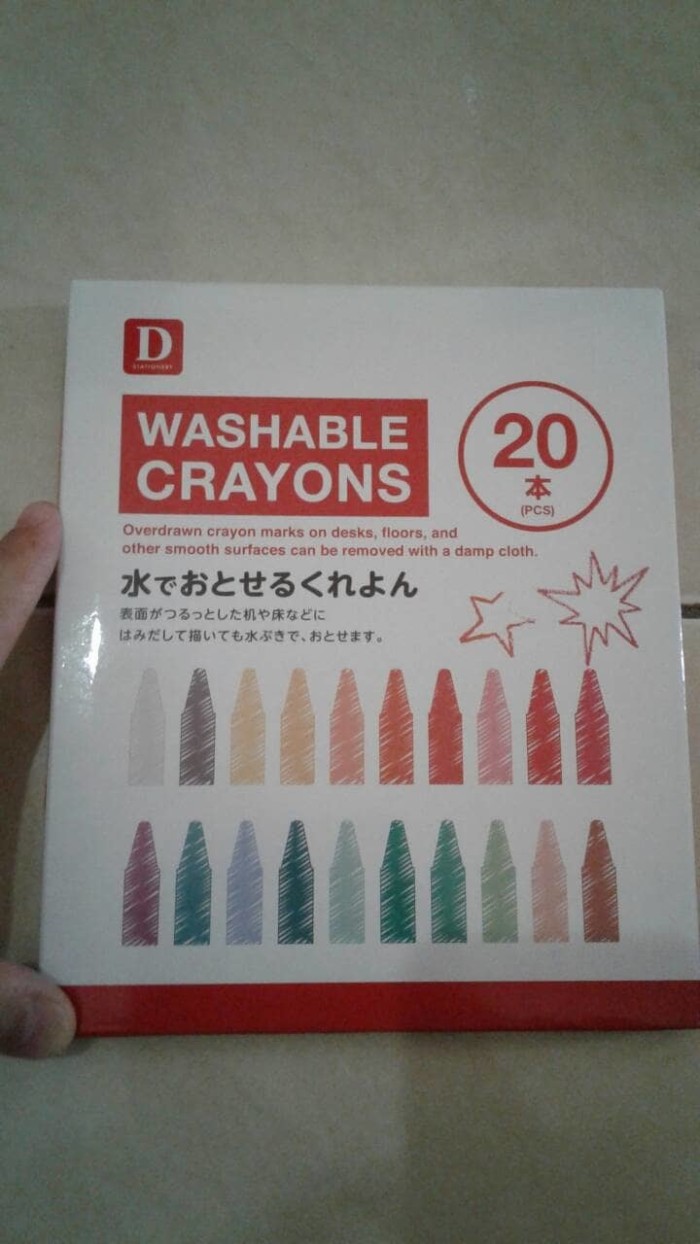 D
STATIONERY
WASHABLE
CRAYONS
20
本
(PCS)
Overdrawn crayon marks on desks, floors, and
other smooth surfaces can be removed with a damp cloth.
水でおとせるくれよん
表面がつるっとした机や床などに
はみだして描いても水ぶきで、おとせます。